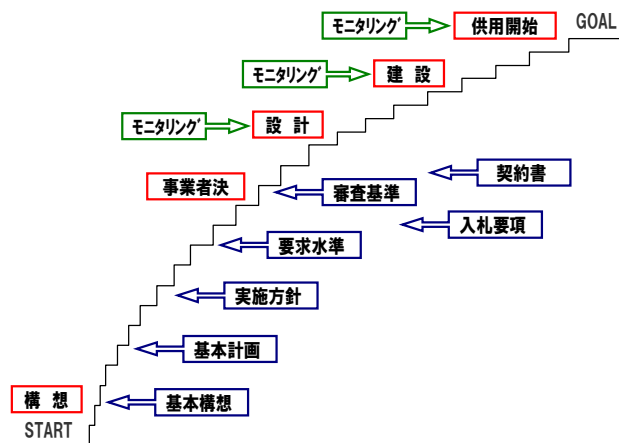 GOAL
モニタリング
供用開始
モニタリング
建 設
モニタリング
設 計
契約書
事業者決
審査基準
入札要項
要求水準
実施方針
基本計画
構 想
基本構想
START